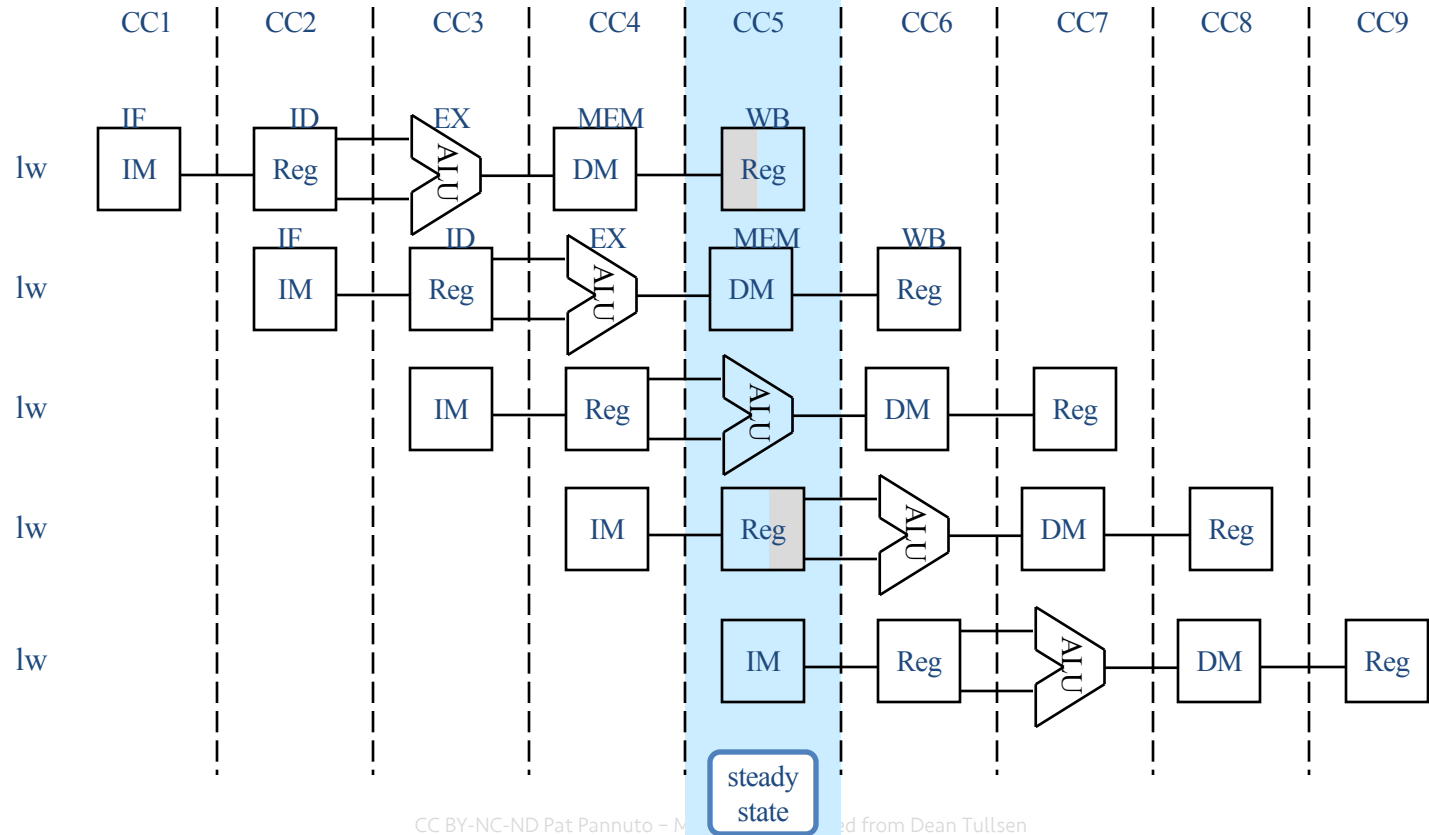 CC1 CC2 CC3 CC4 CC5 CC6 CC7 CC8 CC9
IF ID EX MEM WB
lw IM Reg ALU DM Reg
IF ID EX MEM WB
lw IM Reg ALU DM Reg
lw IM Reg ALU DM Reg
lw IM Reg ALU DM Reg
lw IM Reg ALU DM Reg
steady
state
CC BY-NC-ND Pat Pannuto – from Dean Tullsen